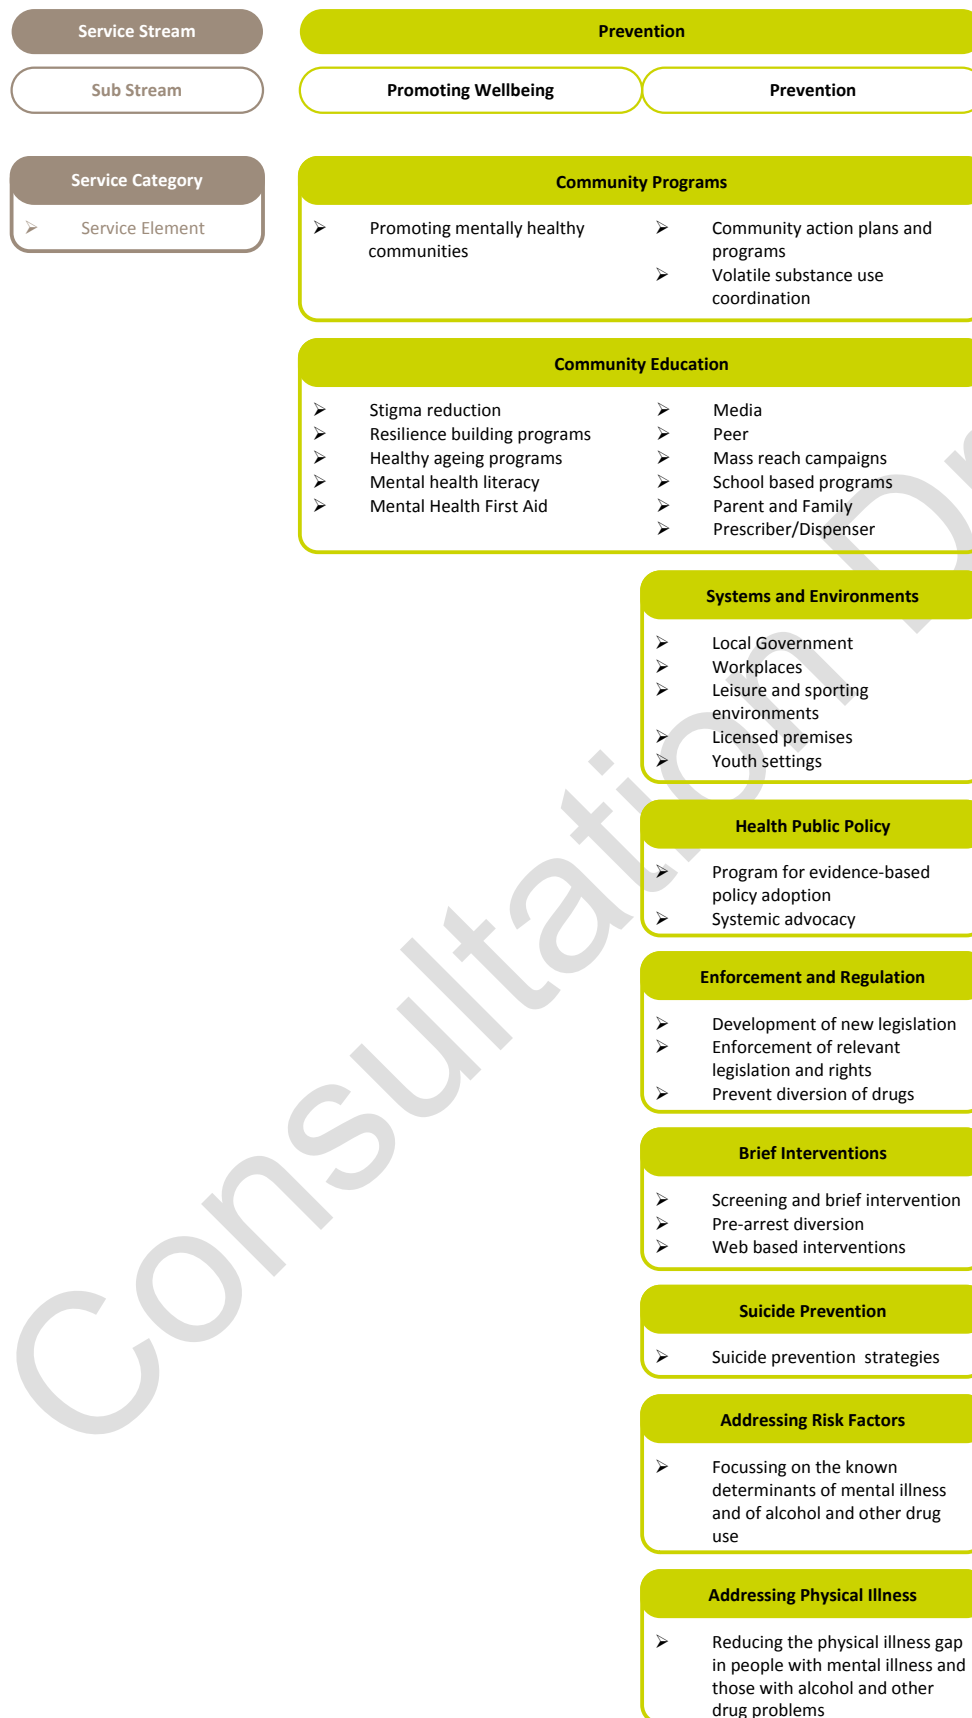 Service Stream
Prevention
Sub Stream
Promoting Wellbeing
Prevention
Service Category
➢ Service Element
Community Programs
➢ Promoting mentally healthy
communities
➢ Community action plans and
programs
➢ Volatile substance use
coordination
Community Education
➢ Stigma reduction
➢ Resilience building programs
➢ Healthy ageing programs
➢ Mental health literacy
➢ Mental Health First Aid
➢ Media
➢ Peer
➢ Mass reach campaigns
➢ School based programs
➢ Parent and Family
➢ Prescriber/Dispenser
Systems and Environments
➢ Local Government
➢ Workplaces
➢ Leisure and sporting
environments
➢ Licensed premises
➢ Youth settings
Health Public Policy
➢ Program for evidence-based
policy adoption
➢ Systemic advocacy
Enforcement and Regulation
➢ Development of new legislation
➢ Enforcement of relevant
legislation and rights
➢ Prevent diversion of drugs
Brief Interventions
➢ Screening and brief intervention
➢ Pre-arrest diversion
➢ Web based interventions
Suicide Prevention
➢ Suicide prevention strategies
Addressing Risk Factors
➢ Focussing on the known
determinants of mental illness
and of alcohol and other drug
use
Addressing Physical Illness
➢ Reducing the physical illness gap
in people with mental illness and
those with alcohol and other
drug problems
Consultation